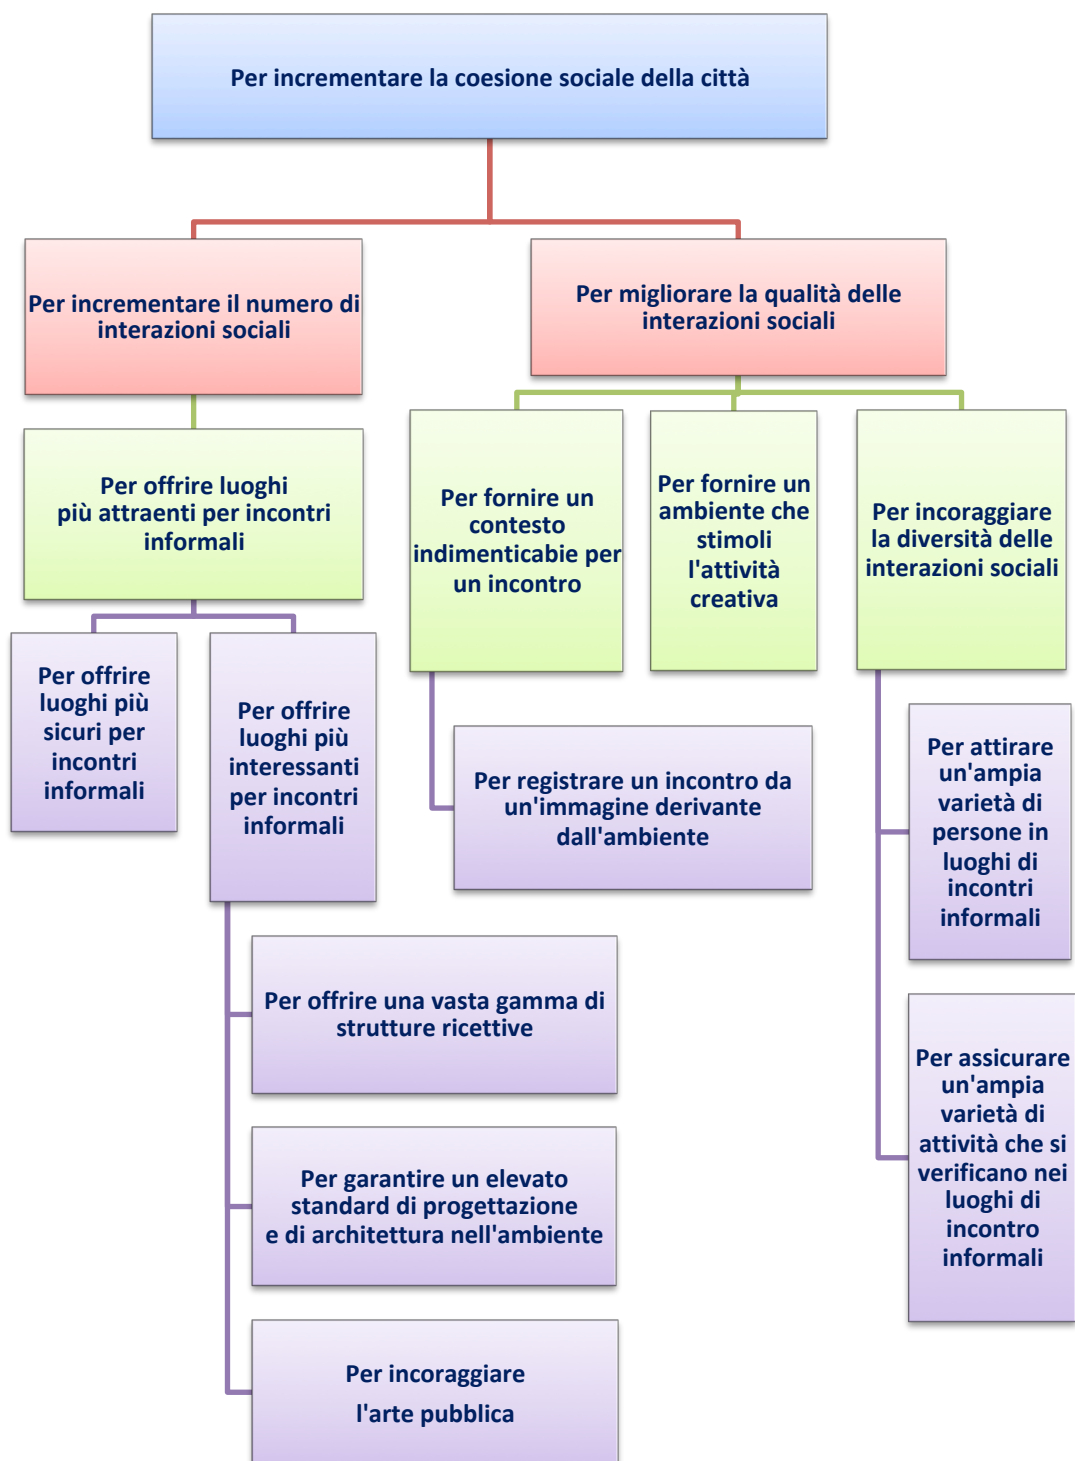 Per incrementare la coesione sociale della città
Per incrementare il numero di
interazioni sociali
Per migliorare la qualità delle
interazioni sociali
Per offrire luoghi
più attraenti per incontri
informali
Per fornire un
contesto
indimenticabie per
un incontro
Per fornire un
ambiente che
stimoli
l'attività
creativa
Per incoraggiare
la diversità delle
interazioni sociali
Per offrire
luoghi più
sicuri per
incontri
informali
Per offrire
luoghi più
interessanti
per incontri
informali
Per registrare un incontro da
un'immagine derivante
dall'ambiente
Per attirare
un'ampia
varietà di
persone in
luoghi di
incontri
informali
Per offrire una vasta gamma di
strutture ricettive
Per assicurare
un'ampia
varietà di
attività che si
verificano nei
luoghi di
incontro
informali
Per garantire un elevato
standard di progettazione
e di architettura nell'ambiente
Per incoraggiare
l'arte pubblica